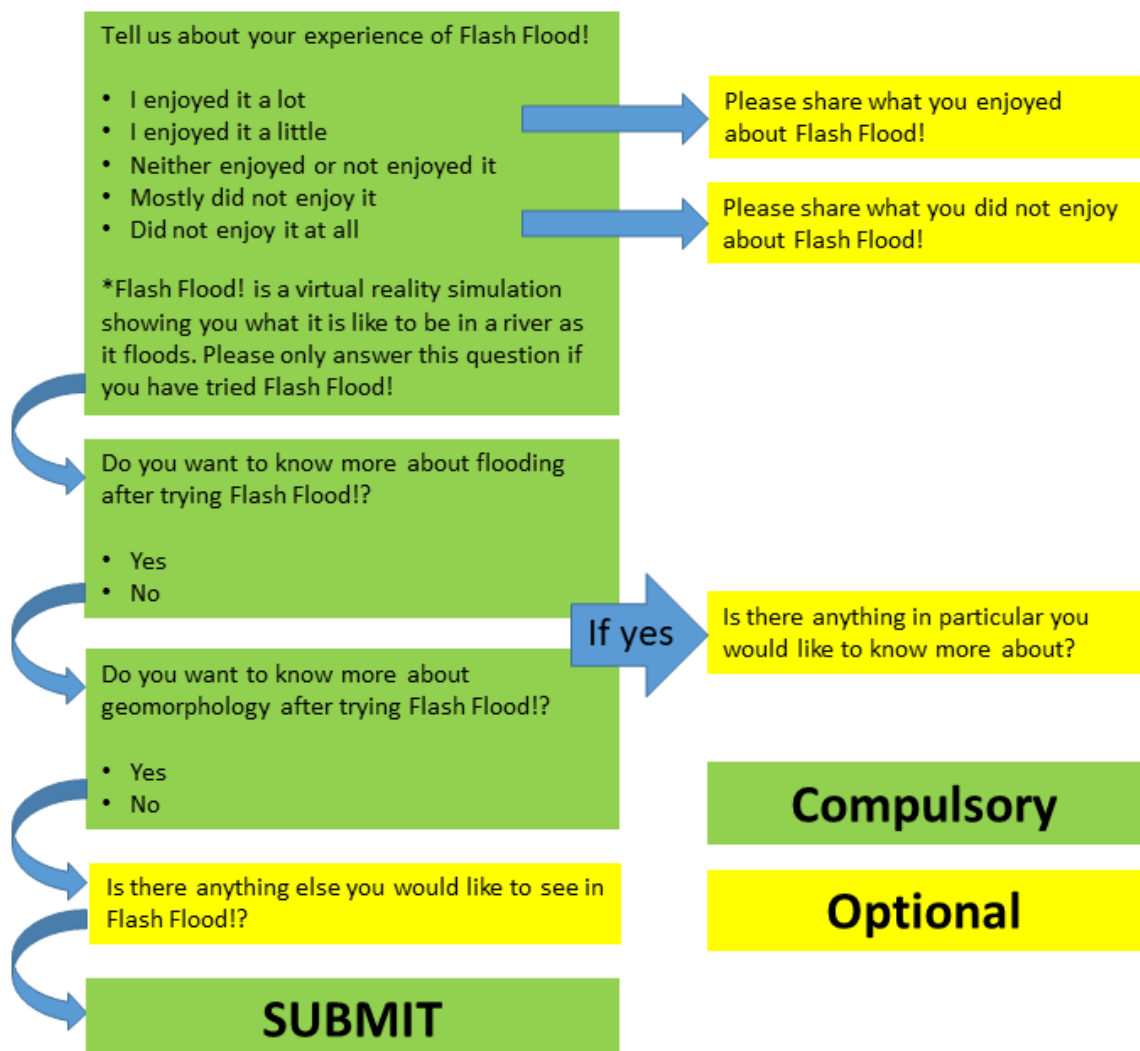 Tell us about your experience of Flash Flood!
• I enjoyed it a lot
• I enjoyed it a little
• Neither enjoyed or not enjoyed it
• Mostly did not enjoy it
• Did not enjoy it at all
*Flash Flood! is a virtual reality simulation
showing you what it is like to be in a river as
it floods. Please only answer this question if
you have tried Flash Flood!
Please share what you enjoyed
about Flash Flood!
Please share what you did not enjoy
about Flash Flood!
Do you want to know more about flooding
after trying Flash Flood!?
• Yes
• No
If yes
Is there anything in particular you
would like to know more about?
Do you want to know more about
geomorphology after trying Flash Flood!?
• Yes
• No
Compulsory
Optional
Is there anything else you would like to see in
Flash Flood!?
SUBMIT